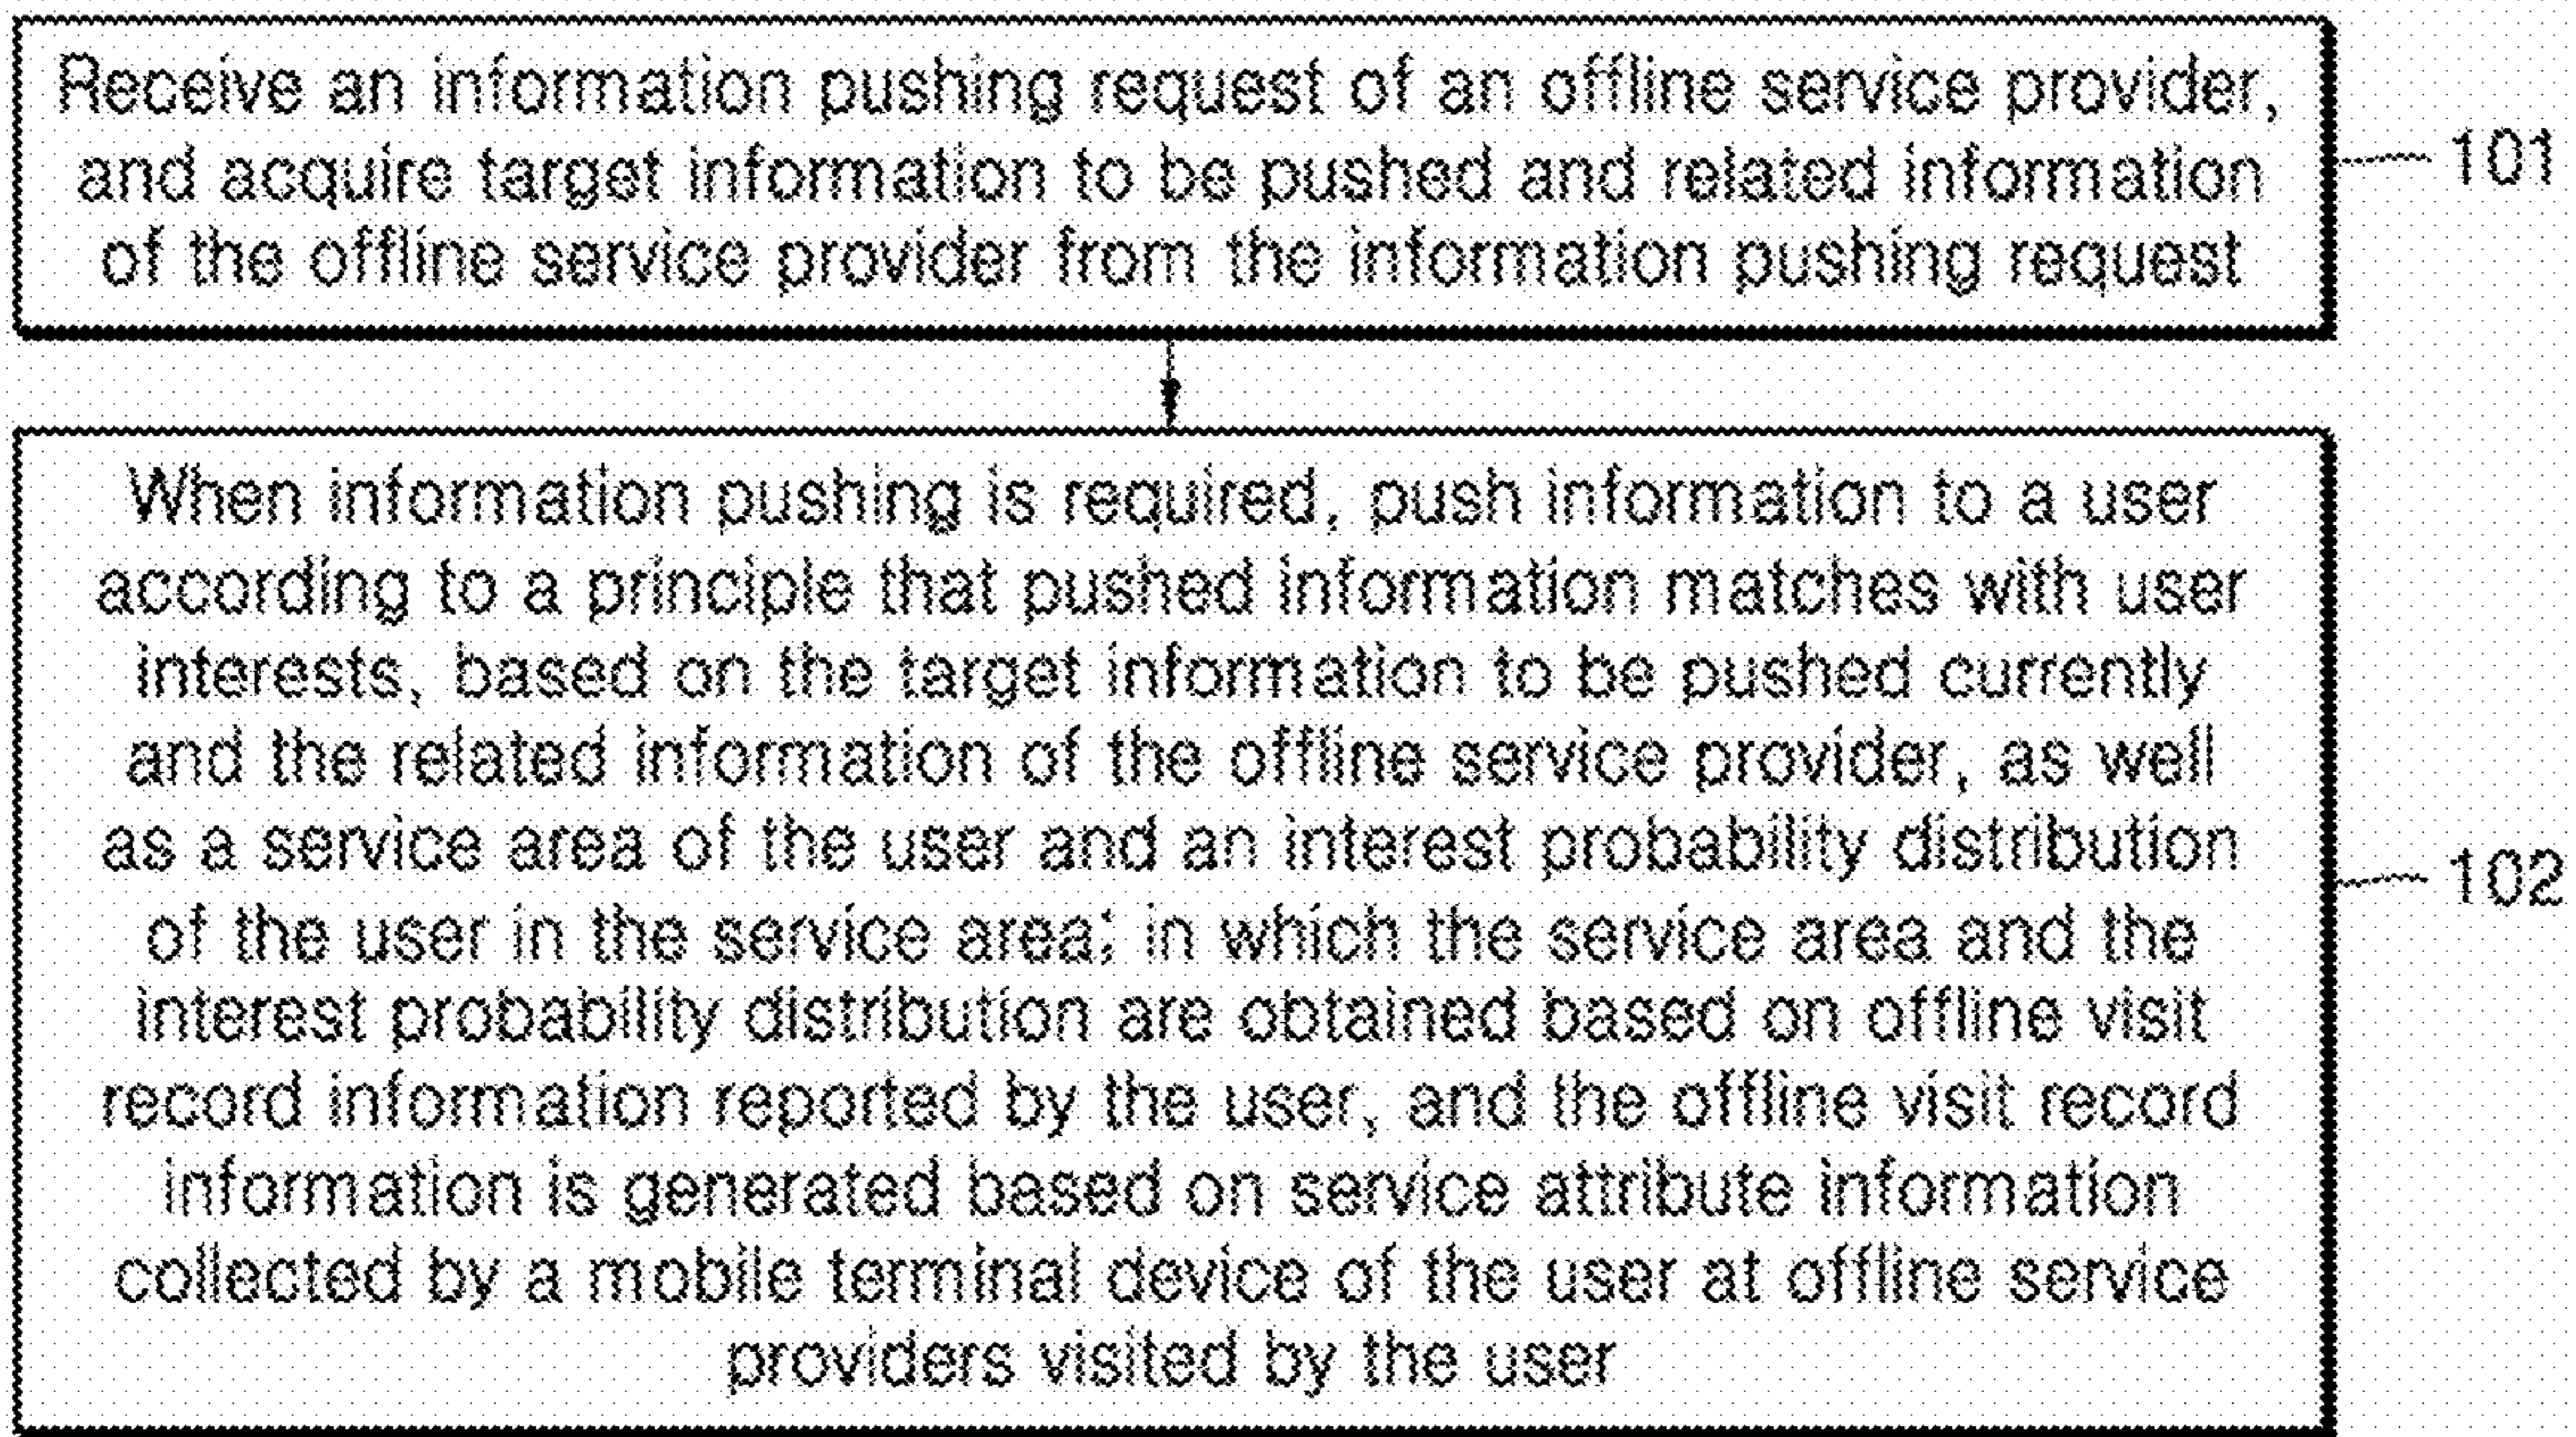 Receive an information pushing request of an offline service provider,
and acquire target information to be pushed and related information
of the offline service provider from the information pushing request
101
When information pushing is required, push information to a user
according to a principle that pushed information matches with user
interests, based on the target information to be pushed currently
and the related information of the offline service provider, as well
as a service area of the user and an interest probability distribution
of the user in the service area; in which the service area and the
interest probability distribution are obtained based on offline visit
record information reported by the user, and the offline visit record
information is generated based on service attribute information
collected by a mobile terminal device of the user at offline service
providers visited by the user
102